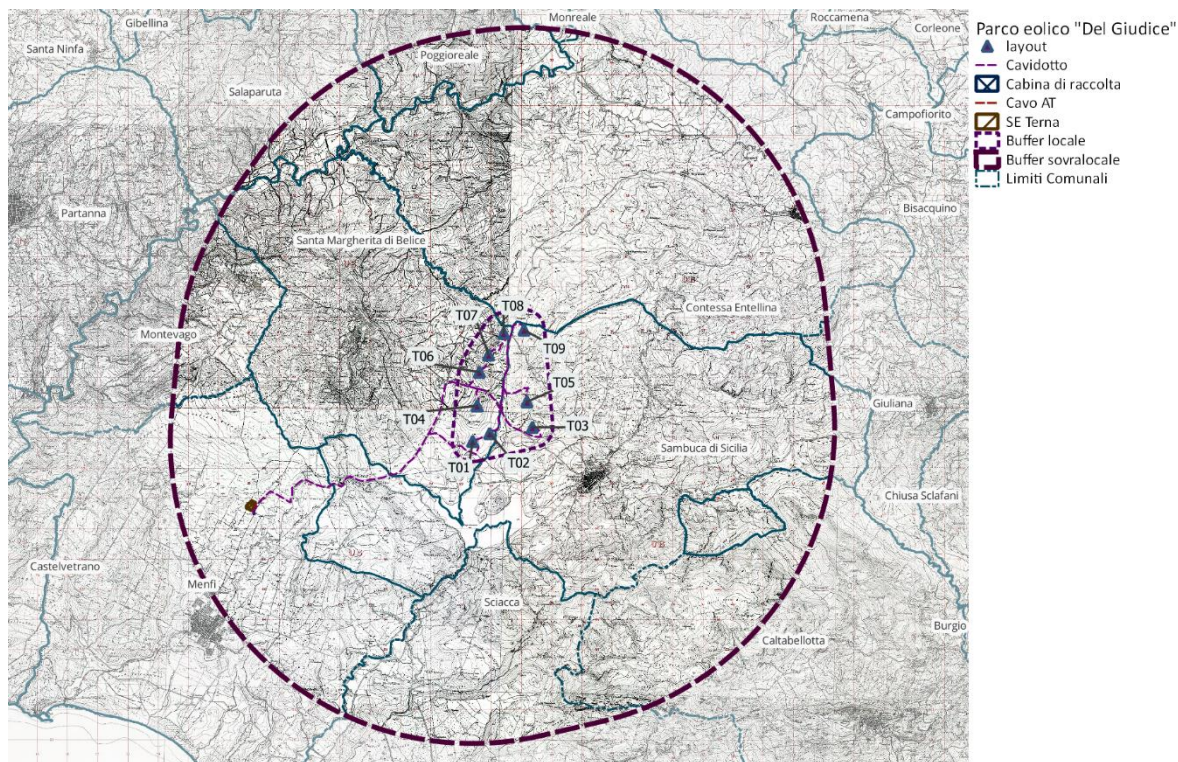 Monreale
Roccamena
Gibellina
Corleone
Santa Ninfa
Poggioreale
Salaparuta
Campofiorito
Partanna
Bisacquino
Santa Margherita di Belice
Contessa Entellina
T08
T07
Montevago
T09
T06
T05
Giuliana
T04
T03
Sambuca di Sicilia
T01
T02
Chiusa Sclafani
Castelvetrano
Menfi
Sciacca
Burgio
Caltabellotta
Parco eolico "Del Giudice"
layout
Cavidotto
Cabina di raccolta
Cavo AT
SE Terna
Buffer locale
Buffer sovralocale
Limiti Comunali